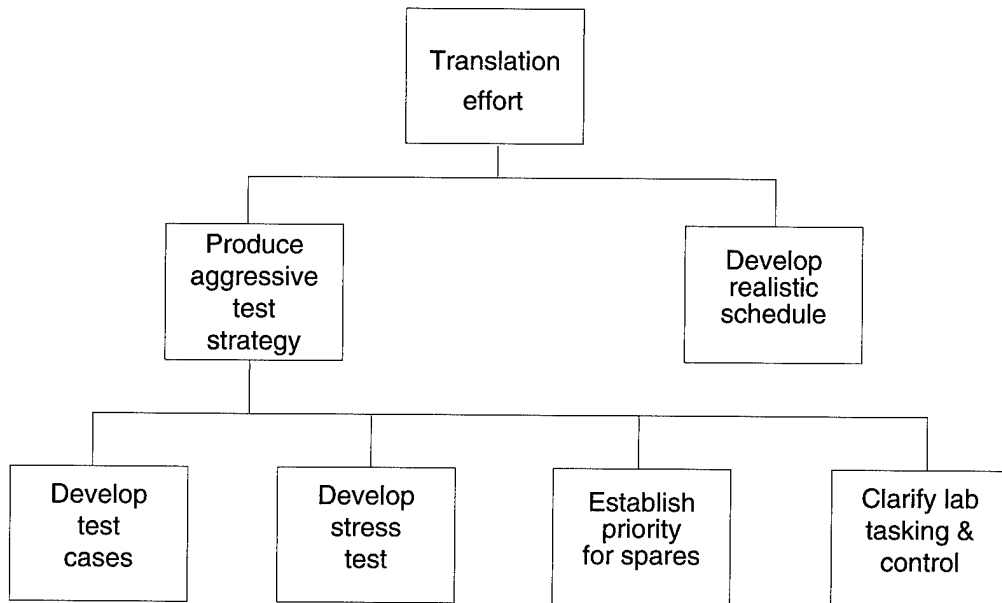 Translation
effort
Produce
aggressive
test
strategy
Develop
realistic
schedule
Develop
test
cases
Develop
stress
test
Establish
priority
for spares
Clarify lab
tasking &
control